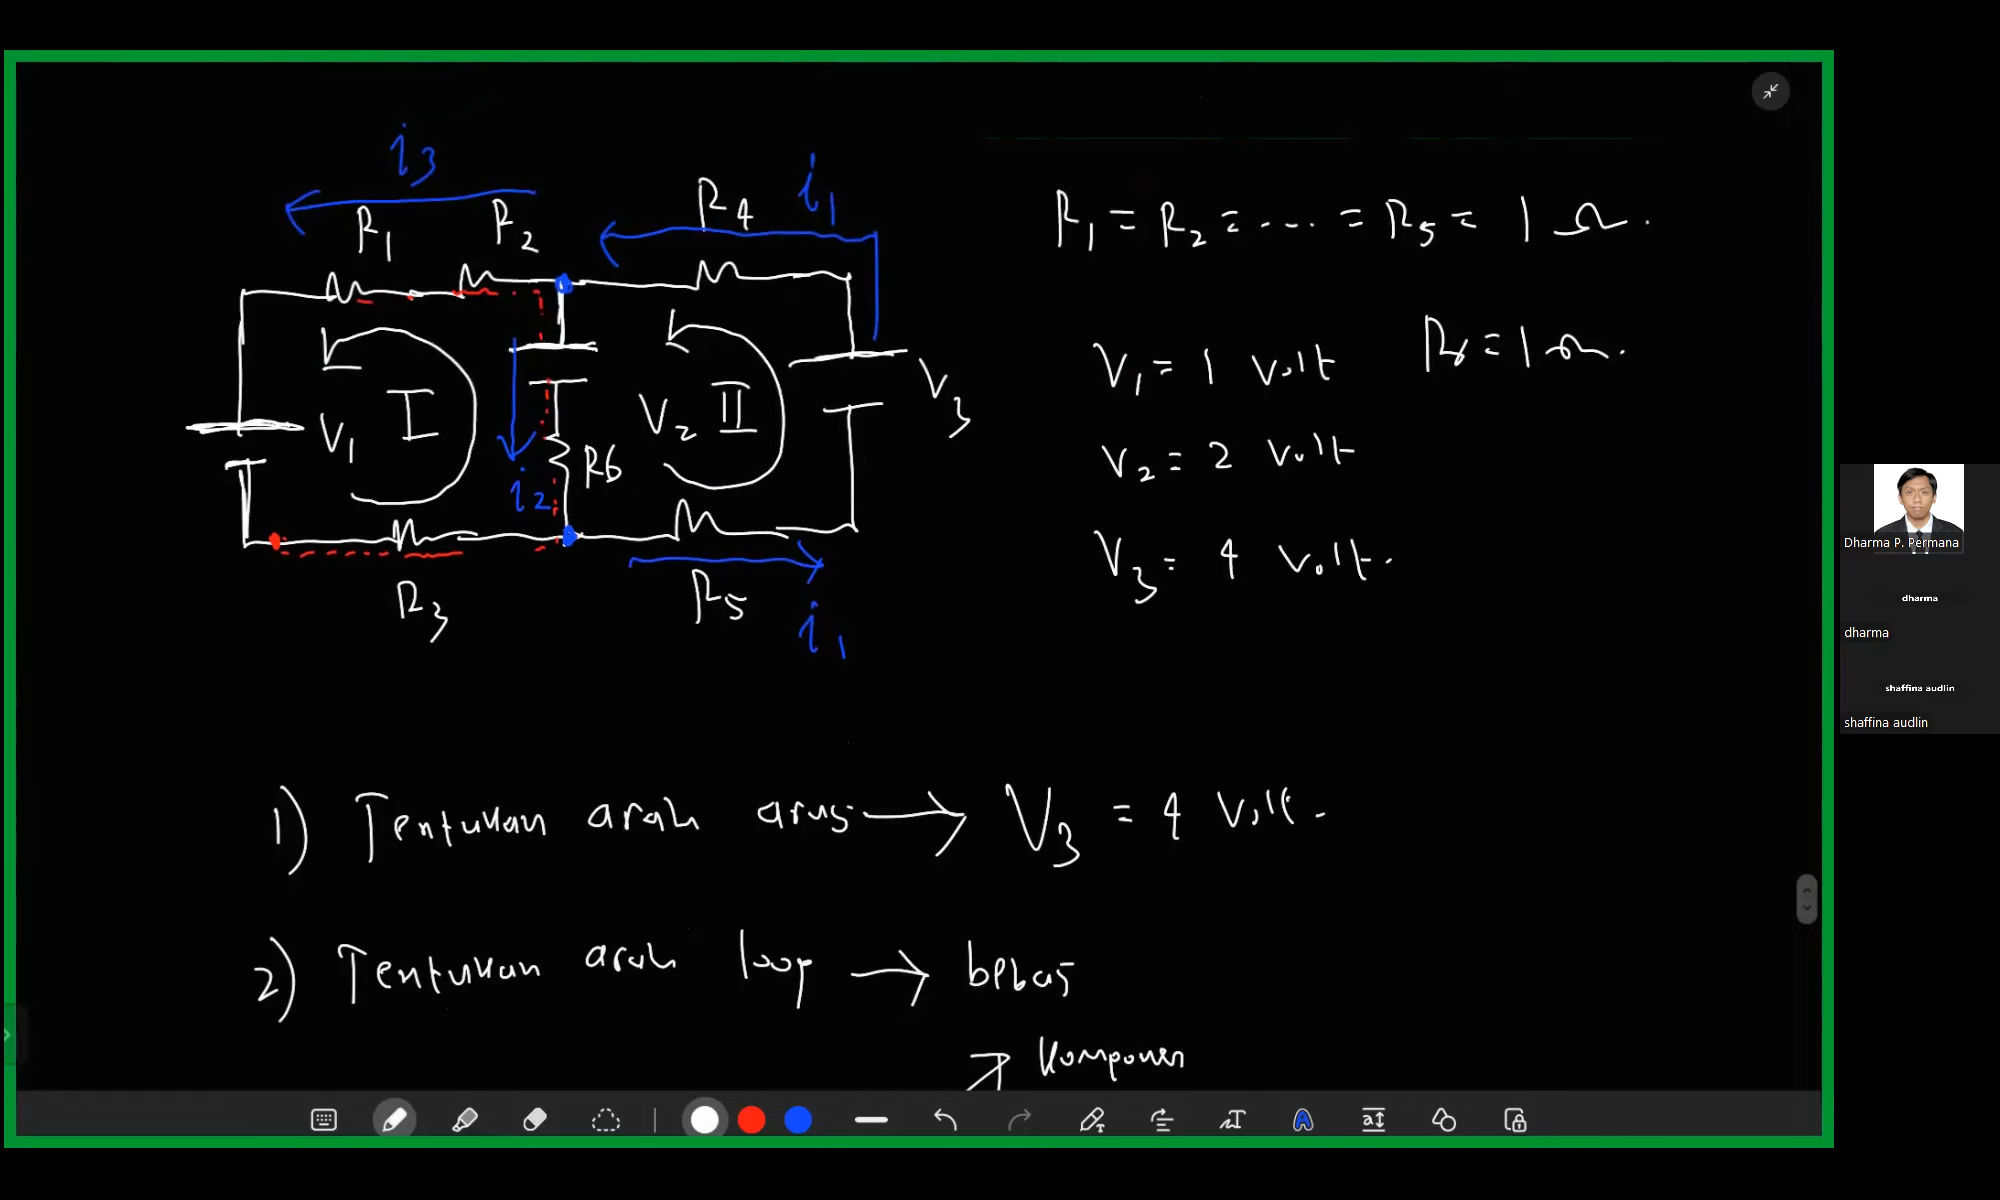 i3
i1
R1
R2
R4
R1 = R2 = .... = R5 = 1 Ω.
V1 = 1 Volt
R6 = 1 Ω.
V1
I
V2
II
V3
R6
V2 = 2 Volt
i2
V3 = 4 Volt.
R3
R5
i1
Dharma P. Permana
dharma
dharma
shaffina audlin
shaffina audlin
1) Tentukan arah arus → V3 = 4 Volt.
2) Tentukan arah loop → bebas
↗ Komponen